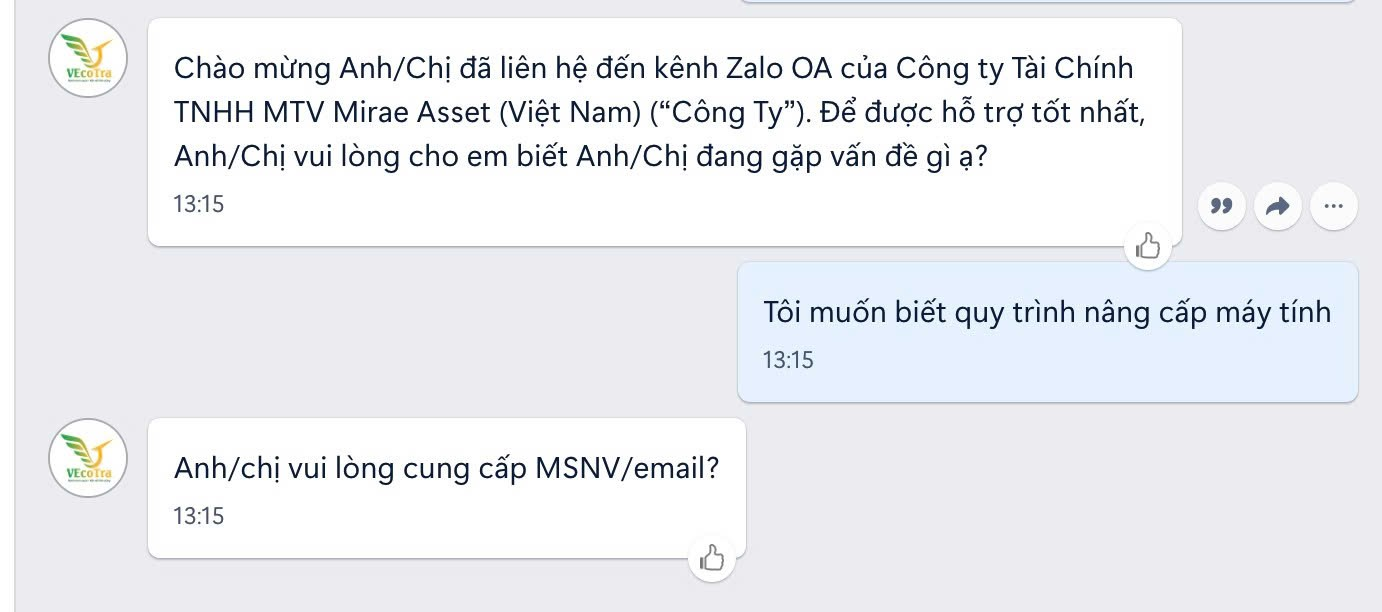 VEcoTra
Chào mừng Anh/Chị đã liên hệ đến kênh Zalo OA của Công ty Tài Chính
TNHH MTV Mirae Asset (Việt Nam) (“Công Ty”). Để được hỗ trợ tốt nhất,
Anh/Chị vui lòng cho em biết Anh/Chị đang gặp vấn đề gì ạ?
13:15
Tôi muốn biết quy trình nâng cấp máy tính
13:15
VEcoTra
Anh/chị vui lòng cung cấp MSNV/email?
13:15